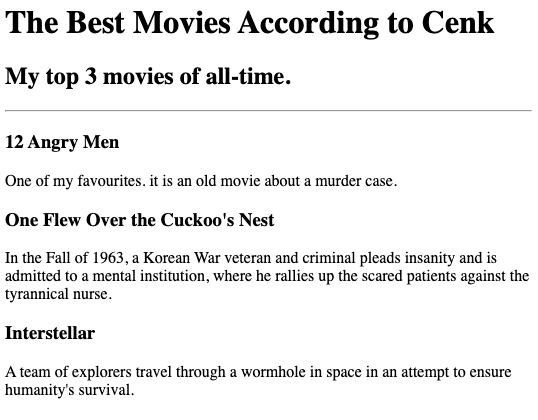 The Best Movies According to Cenk
My top 3 movies of all-time.
12 Angry Men
One of my favourites. it is an old movie about a murder case.
One Flew Over the Cuckoo's Nest
In the Fall of 1963, a Korean War veteran and criminal pleads insanity and is
admitted to a mental institution, where he rallies up the scared patients against the
tyrannical nurse.
Interstellar
A team of explorers travel through a wormhole in space in an attempt to ensure
humanity's survival.